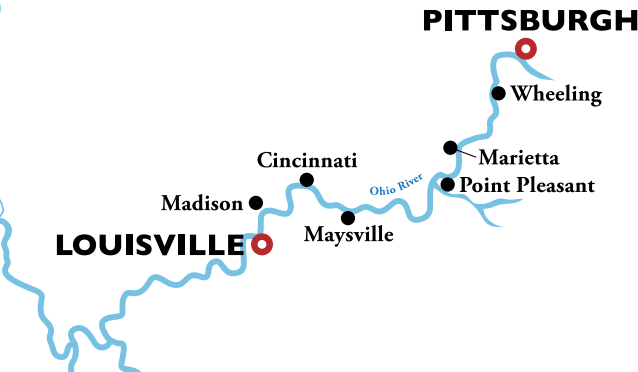 PITTSBURGH
Wheeling
Marietta
Cincinnati
Ohio River
Point Pleasant
Madison
Maysville
LOUISVILLE